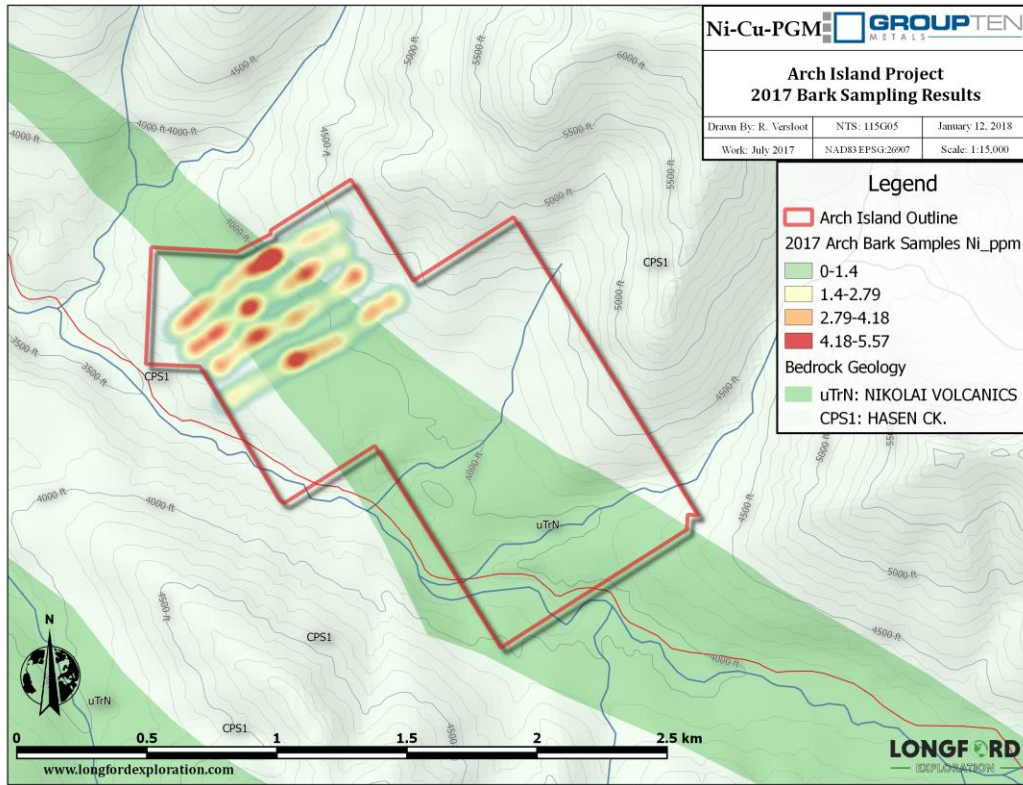 Ni-Cu-PGM GROUPTEN
METALS
Arch Island Project
2017 Bark Sampling Results
Drawn By: R. Versloot NTS: 115G05 January 12, 2018
Work: July 2017 NAD83 EPSG:26907 Scale: 1:15,000
Legend
Arch Island Outline
2017 Arch Bark Samples Ni_ppm
0-1.4
1.4-2.79
2.79-4.18
4.18-5.57
Bedrock Geology
uTrN: NIKOLAI VOLCANICS
CPS1: HASEN CK.
4500 ft
5000 ft
5500 ft
6000 ft
4000 ft 4000 ft
4500 ft
5500 ft
5000 ft
5500 ft
4000 ft
CPS1
5000 ft
3500 ft
3500 ft
CPS1
4500 ft
5000 ft
4000 ft
4000 ft
4500 ft
uTrN
5000 ft
4500 ft
CPS1
4500 ft
4000 ft
N
uTrN
CPS1
4500 ft
0 0.5 1 1.5 2 2.5 km
www.longfordexploration.com
LONGFORD
EXPLORATION